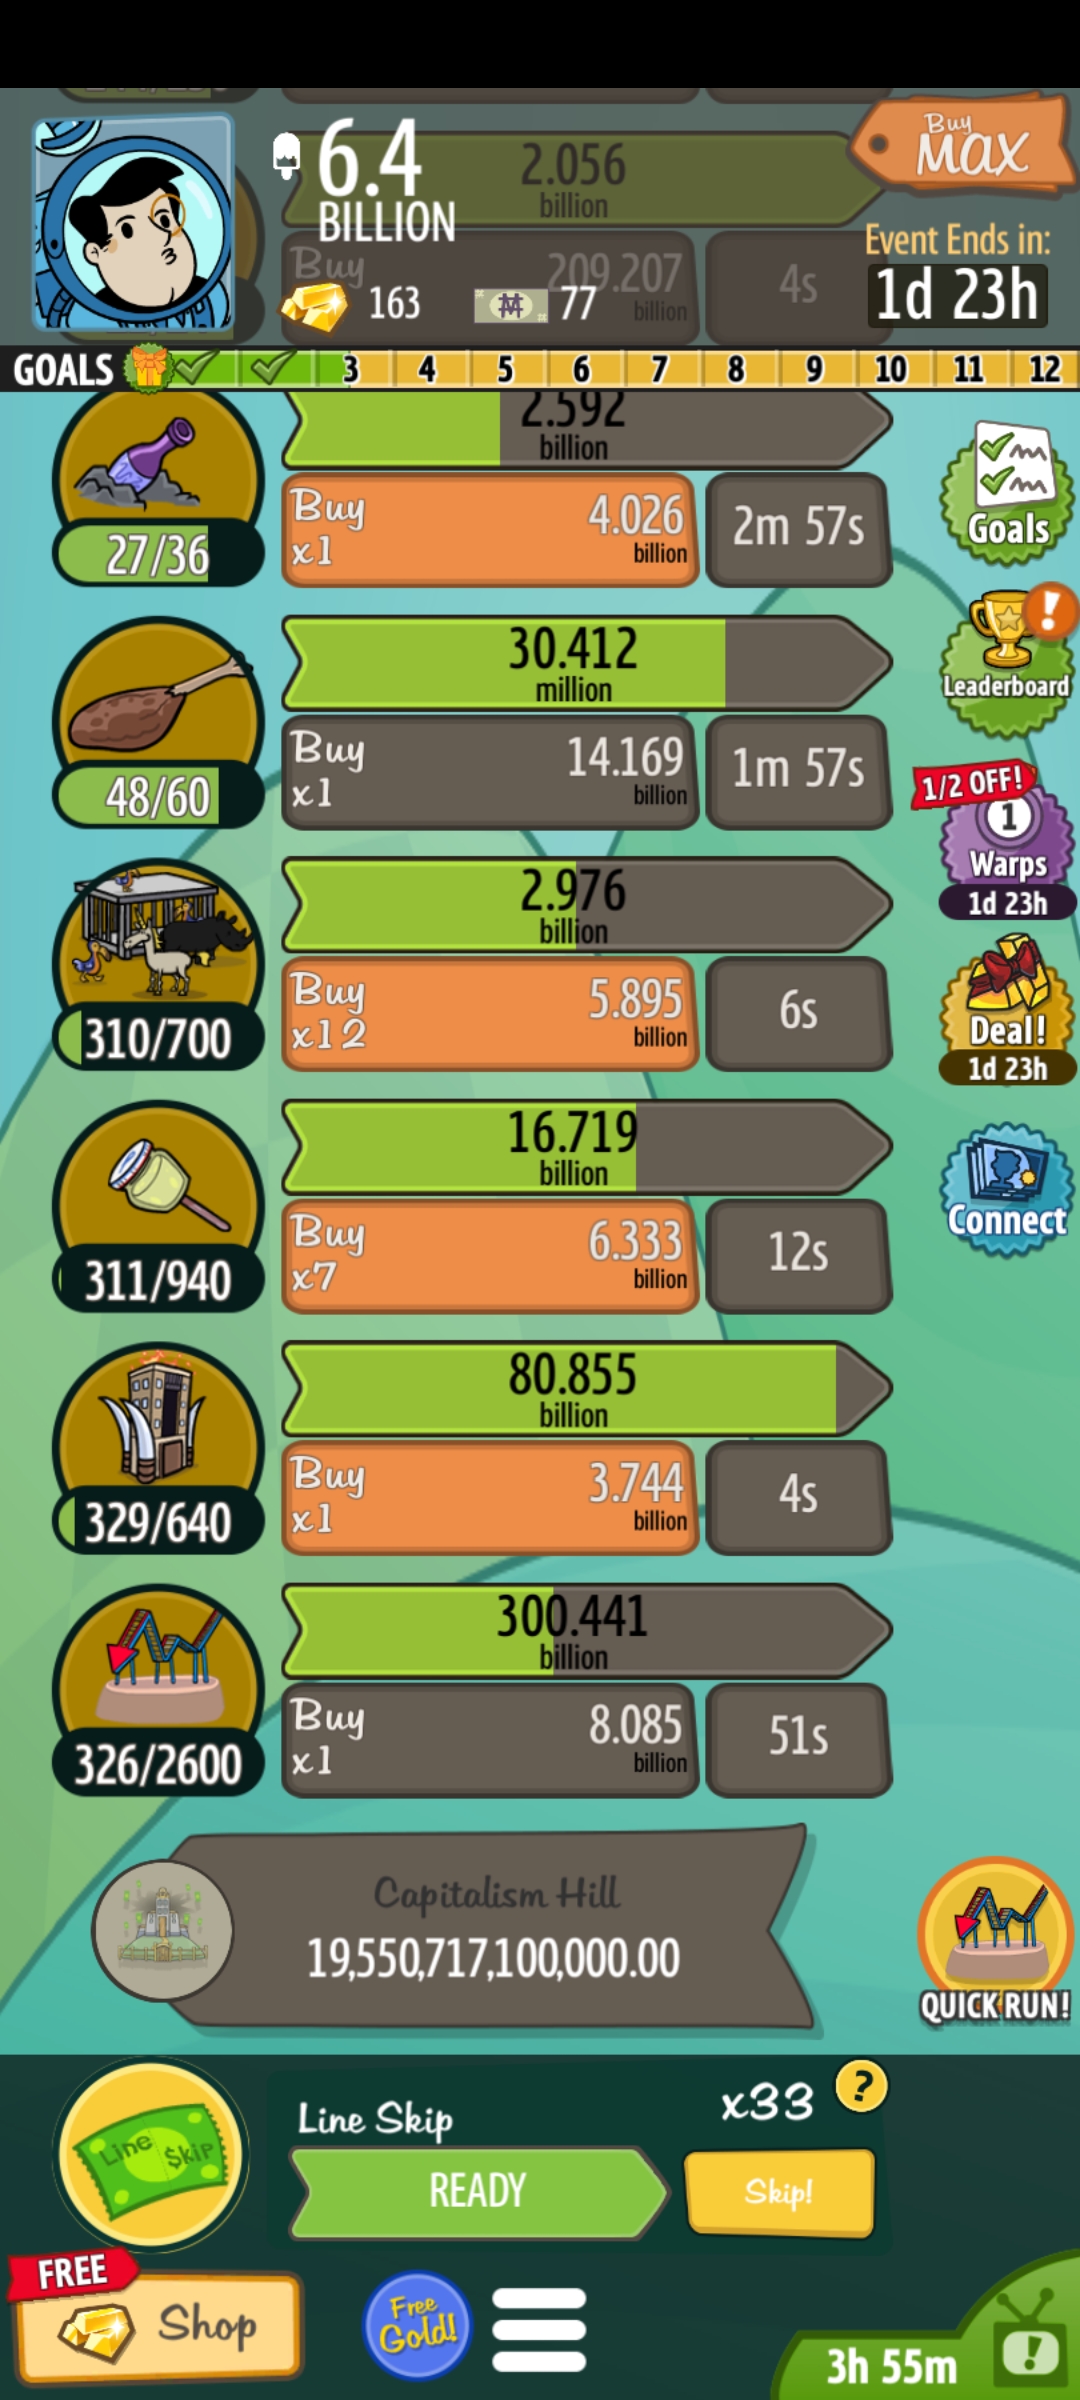 6.4
BILLION
2.056
billion
Buy
MAX
Buy
209.207
billion
4s
163
77
Event Ends in:
1d 23h
GOALS
3
4
5
6
7
8
9
10
11
12
2.592
billion
27/36
Buy
x1
4.026
billion
2m 57s
Goals
30.412
million
48/60
Buy
x1
14.169
billion
1m 57s
Leaderboard
1/2 OFF!
1
Warps
1d 23h
2.976
billion
310/700
Buy
x12
5.895
billion
6s
Deal!
1d 23h
16.719
billion
311/940
Buy
x7
6.333
billion
12s
Connect
80.855
billion
329/640
Buy
x1
3.744
billion
4s
300.441
billion
326/2600
Buy
x1
8.085
billion
51s
Capitalism Hill
19,550,717,100,000.00
QUICK RUN!
Line $kip
Line Skip
x33
?
READY
Skip!
FREE
Shop
Free
Gold!
3h 55m
!